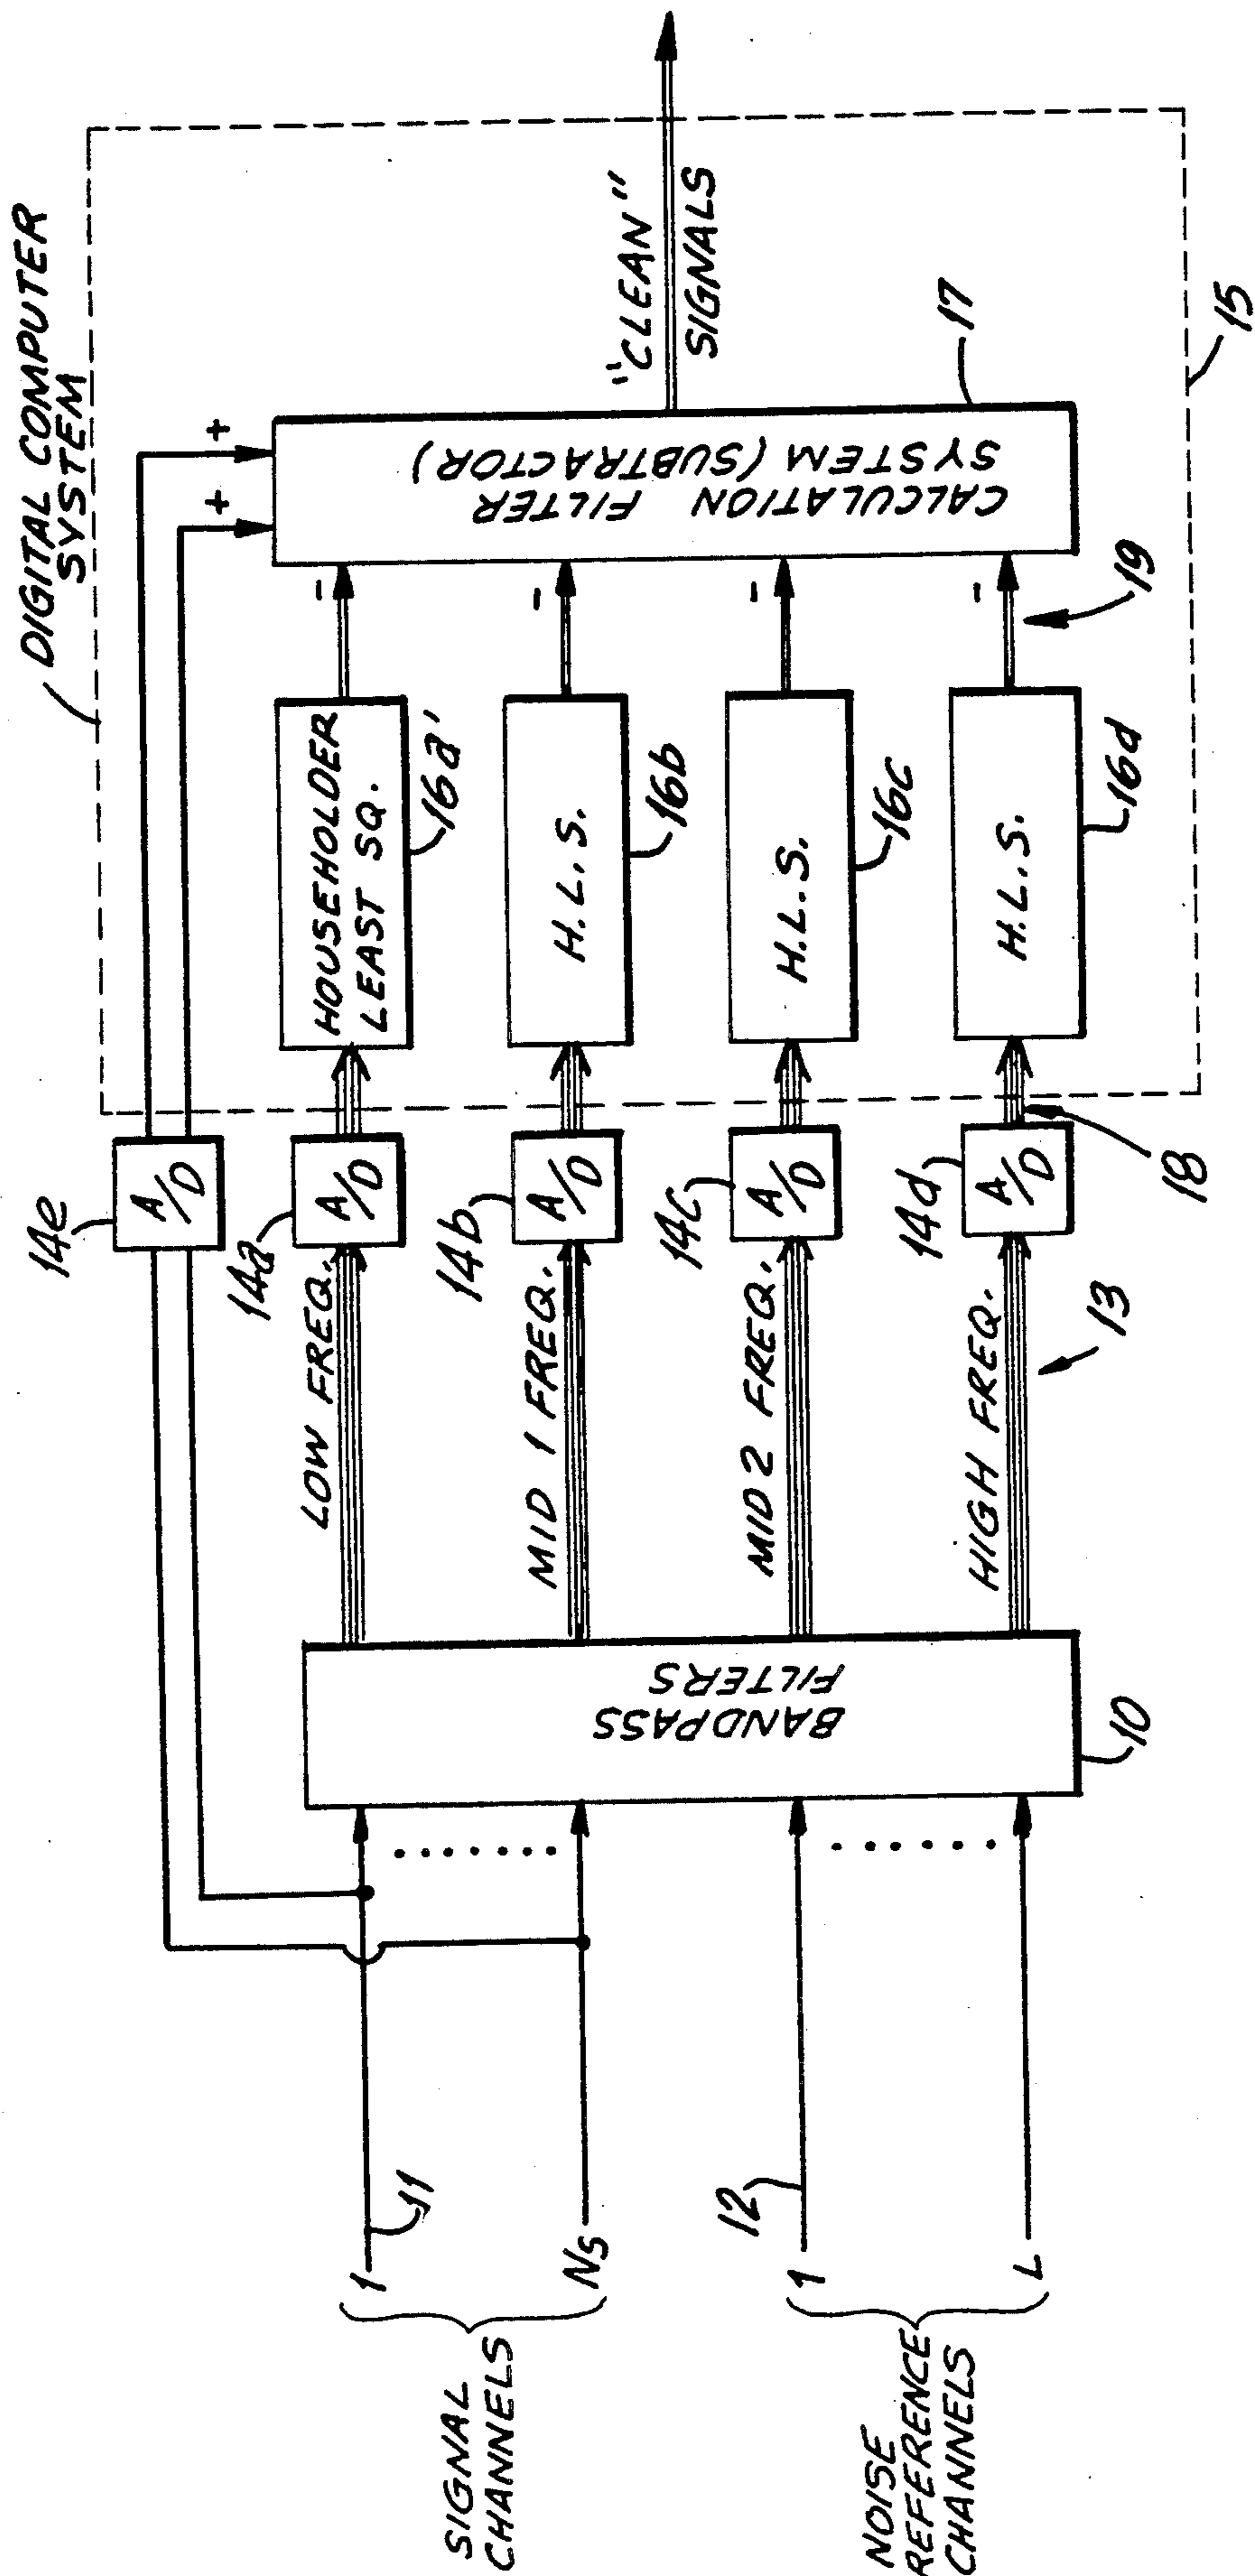 DIGITAL COMPUTER
SYSTEM
14e
A/D
+
+
14a
LOW FREQ.
A/D
HOUSEHOLDER
LEAST SQ.
16a'
-
14b
MID 1 FREQ.
A/D
H.L.S.
16b
-
14c
MID 2 FREQ.
A/D
H.L.S.
16c
-
14d
HIGH FREQ.
A/D
H.L.S.
16d
-
13
18
19
CALCULATION FILTER
SYSTEM (SUBTRACTOR)
17
"CLEAN"
SIGNALS
15
BANDPASS
FILTERS
10
SIGNAL
CHANNELS
1
11
Ns
NOISE
REFERENCE
CHANNELS
1
12
L